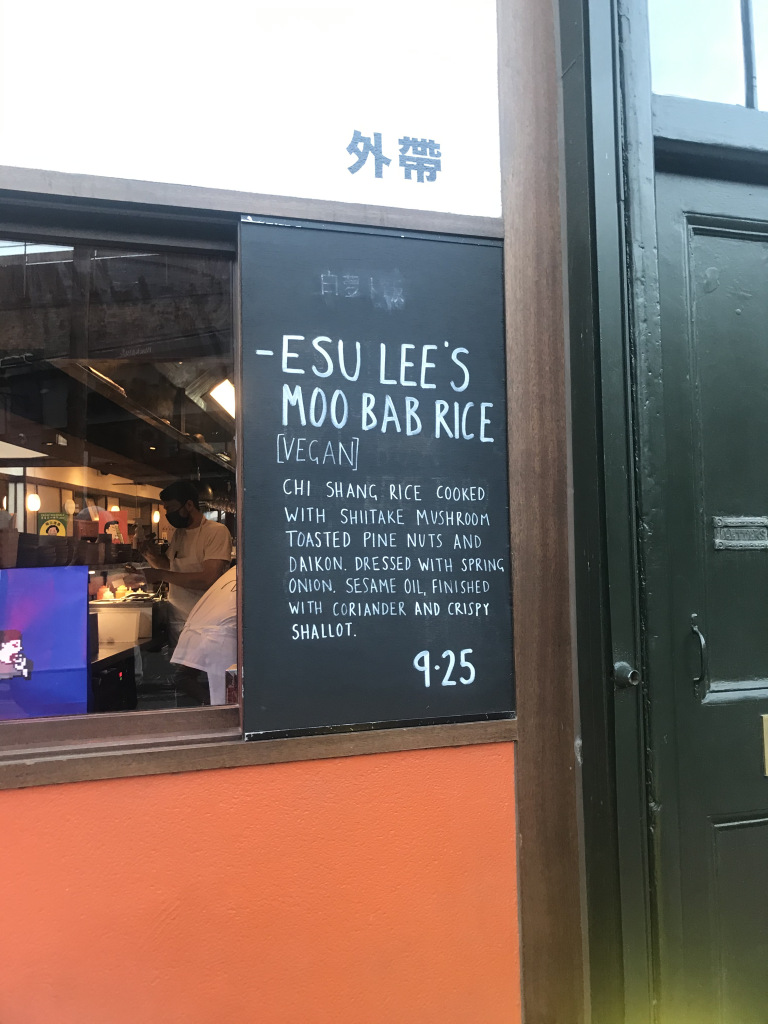 外帶
-ESU LEE'S
MOO BAB RICE
[VEGAN]
CHI SHANG RICE COOKED
WITH SHIITAKE MUSHROOM
TOASTED PINE NUTS AND
DAIKON. DRESSED WITH SPRING
ONION. SESAME OIL, FINISHED
WITH CORIANDER AND CRISPY
SHALLOT.
9.25